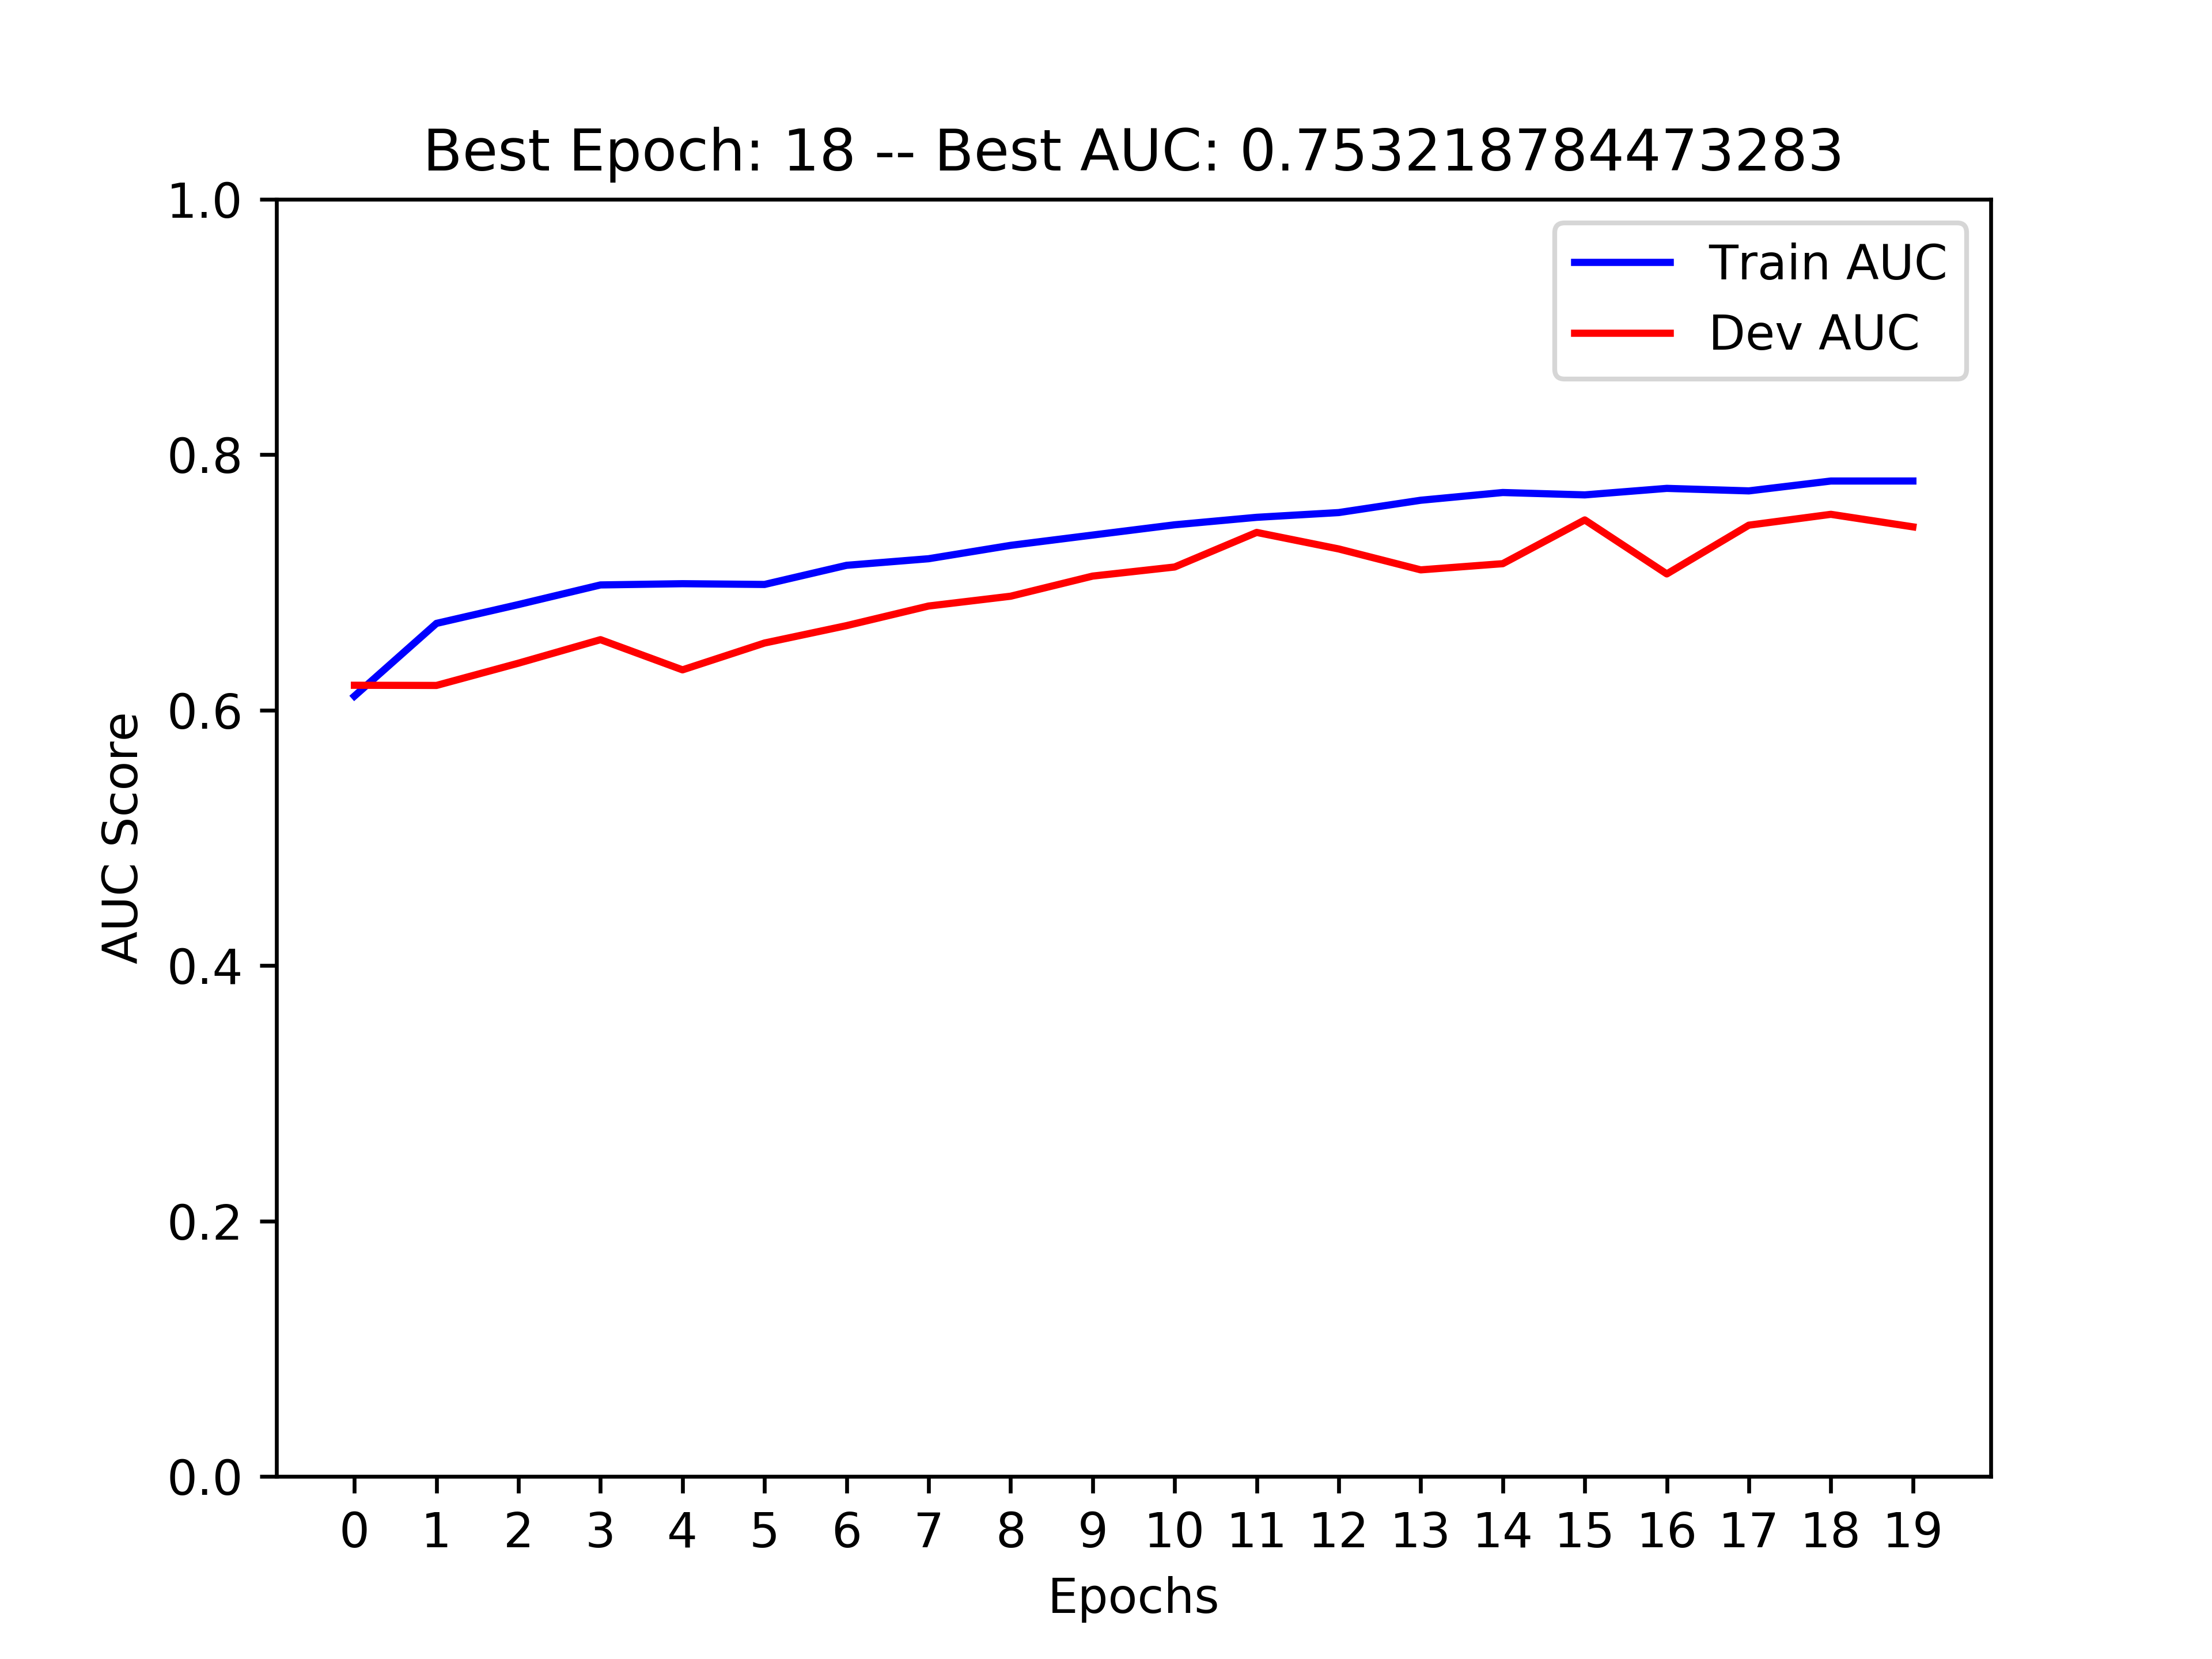 Best Epoch: 18 -- Best AUC: 0.7532187844473283
1.0
0.8
0.6
0.4
0.2
0.0
AUC Score
Train AUC
Dev AUC
0 1 2 3 4 5 6 7 8 9 10 11 12 13 14 15 16 17 18 19
Epochs